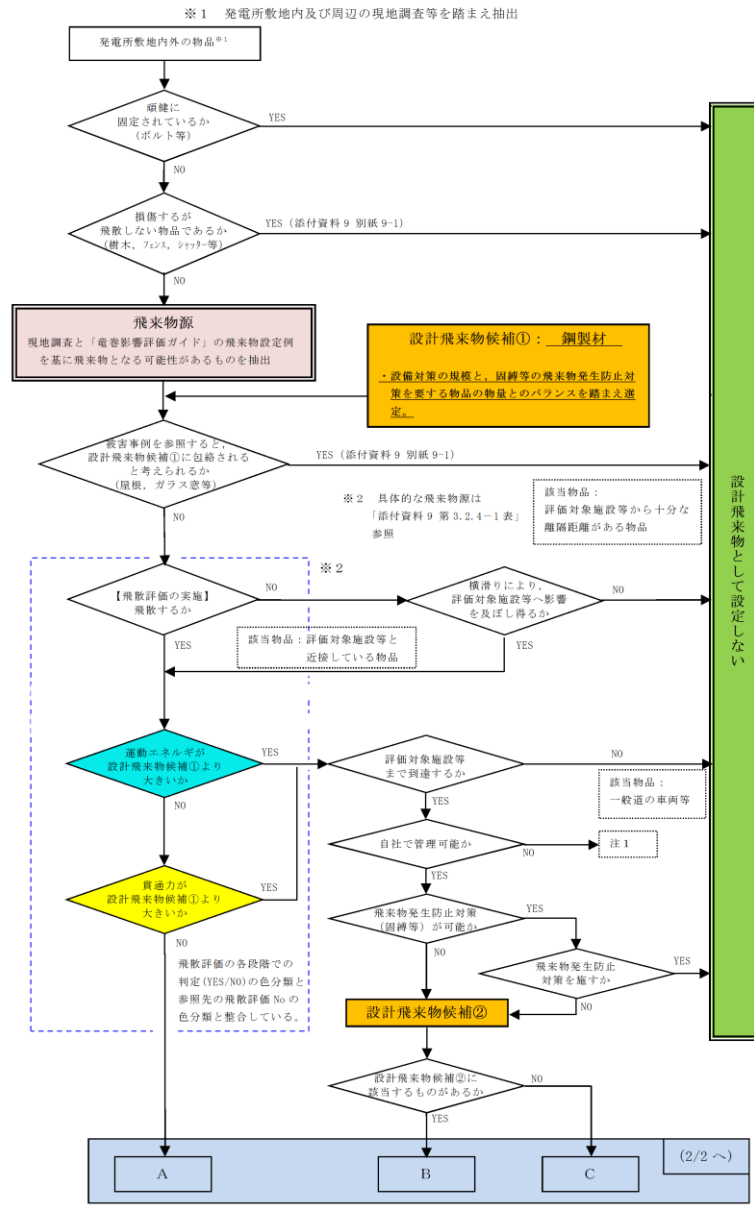 ※1 発電所敷地内及び周辺の現地調査等を踏まえ抽出
発電所敷地内外の物品※1
頑健に
固定されているか
(ボルト等)
YES
NO
損傷するが
飛散しない物品であるか
(樹木，フェンス，シャッター等)
YES (添付資料9 別紙9-1)
NO
飛来物源
現地調査と「竜巻影響評価ガイド」の飛来物設定例
を基に飛来物となる可能性があるものを抽出
設計飛来物候補①： 鋼製材
・設備対策の規模と，固縛等の飛来物発生防止対
策を要する物品の物量とのバランスを踏まえ選
定。
被害事例を参照すると，
設計飛来物候補①に包絡される
と考えられるか
(屋根，ガラス窓等)
YES (添付資料9 別紙9-1)
NO
※2 具体的な飛来物源は
「添付資料9 第3.2.4－1表」
参照
該当物品：
評価対象施設等から十分な
離隔距離がある物品
設計飛来物として設定しない
※2
【飛散評価の実施】
飛散するか
NO
YES
横滑りにより，
評価対象施設等へ影響
を及ぼし得るか
NO
YES
該当物品：評価対象施設等と
近接している物品
運動エネルギが
設計飛来物候補①より
大きいか
YES
NO
評価対象施設等
まで到達するか
NO
YES
該当物品：
一般道の車両等
自社で管理可能か
NO
YES
注1
貫通力が
設計飛来物候補①より
大きいか
YES
NO
飛来物発生防止対策
(固縛等) が可能か
YES
NO
飛来物発生防止
対策を施すか
YES
NO
飛散評価の各段階での
判定(YES/NO)の色分類と
参照先の飛散評価Noの
色分類と整合している。
設計飛来物候補②
設計飛来物候補②に
該当するものがあるか
NO
YES
(2/2へ)
A
B
C